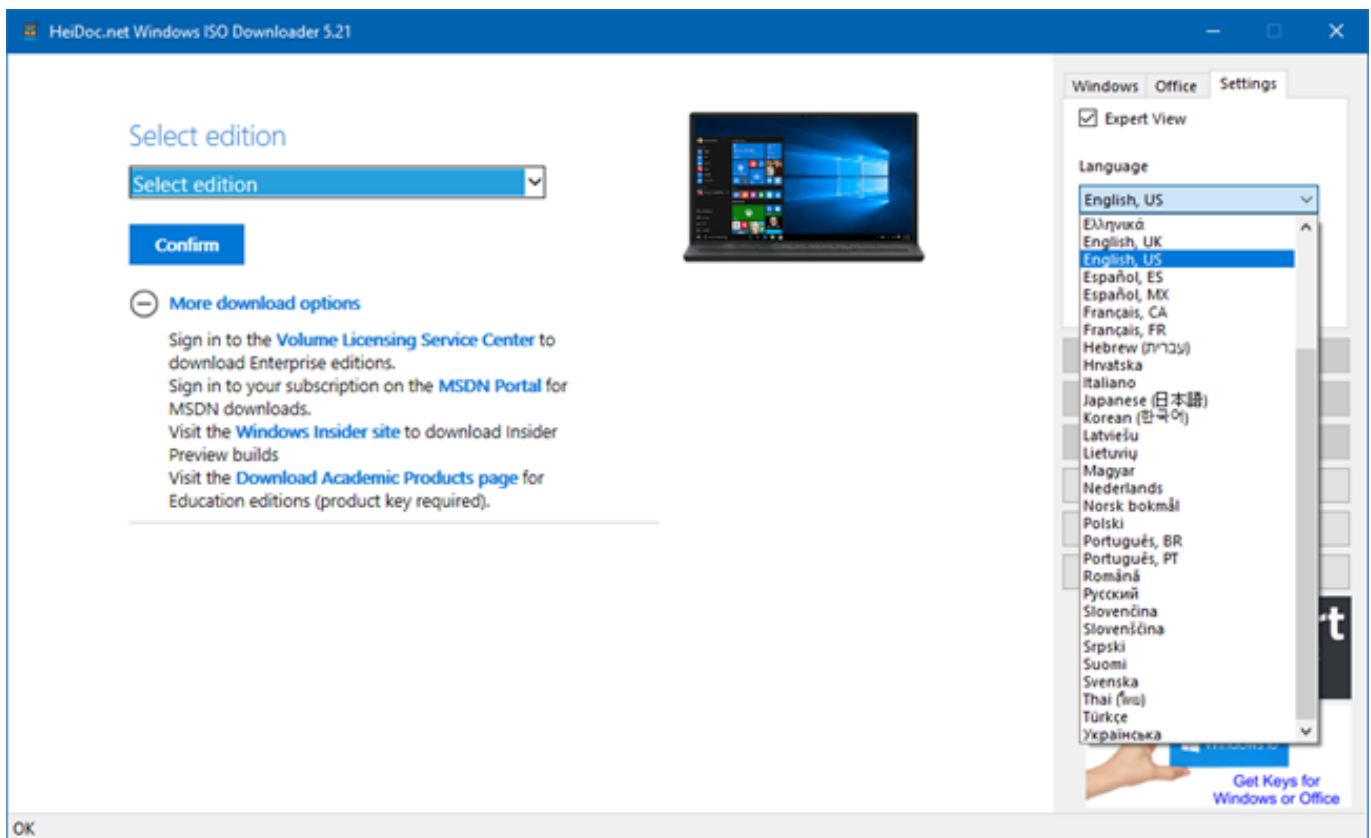 HeiDoc.net Windows ISO Downloader 5.21
Select edition
Select edition
Confirm
More download options
Sign in to the Volume Licensing Service Center to
download Enterprise editions.
Sign in to your subscription on the MSDN Portal for
MSDN downloads.
Visit the Windows Insider site to download Insider
Preview builds
Visit the Download Academic Products page for
Education editions (product key required).
Windows Office Settings
Expert View
Language
English, US
Ελληνικά
English, UK
English, US
Español, ES
Español, MX
Français, CA
Français, FR
Hebrew (עברית)
Hrvatska
Italiano
Japanese (日本語)
Korean (한국어)
Latviešu
Lietuvių
Magyar
Nederlands
Norsk bokmål
Polski
Português, BR
Português, PT
Română
Русский
Slovenčina
Slovenščina
Srpski
Suomi
Svenska
Thai (ไทย)
Türkçe
Українська
Get Keys for
Windows or Office
OK